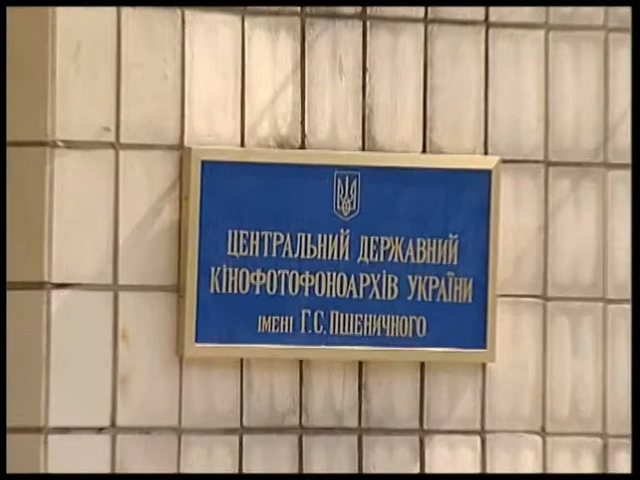 ЦЕНТРАЛЬНИЙ ДЕРЖАВНИЙ
КІНОФОТОФОНОАРХІВ УКРАЇНИ
ІМЕНІ Г.С. ПШЕНИЧНОГО